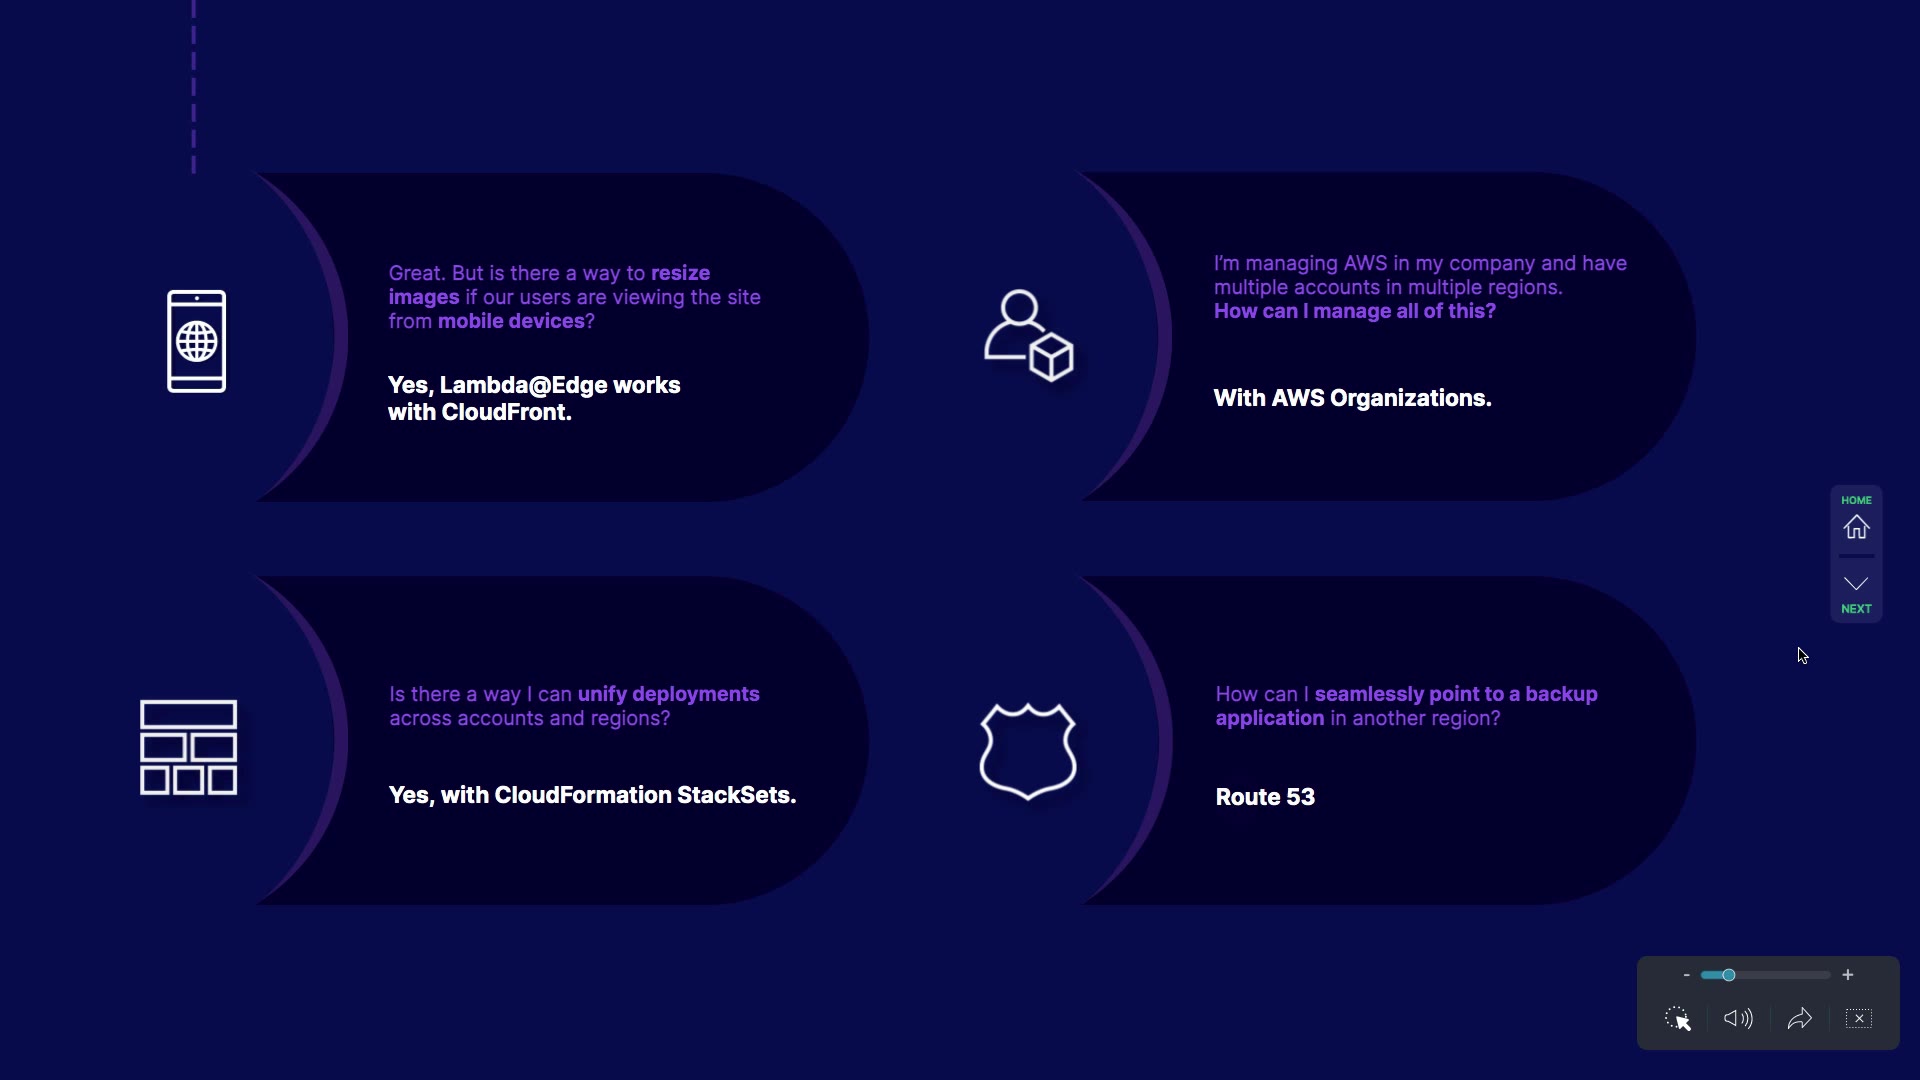 Great. But is there a way to resize
images if our users are viewing the site
from mobile devices?
Yes, Lambda@Edge works
with CloudFront.
I'm managing AWS in my company and have
multiple accounts in multiple regions.
How can I manage all of this?
With AWS Organizations.
Is there a way I can unify deployments
across accounts and regions?
Yes, with CloudFormation StackSets.
How can I seamlessly point to a backup
application in another region?
Route 53
HOME
NEXT
- +